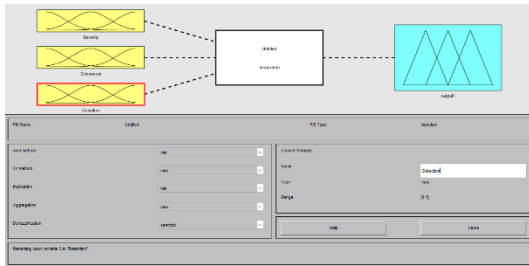 Severity
Occurance
Detection
Untitled
(mamdani)
output1
FIS Name: Untitled FIS Type: mamdani
And method min
Or method max
Implication min
Aggregation max
Defuzzification centroid
Current Variable
Name Detection
Type input
Range [0 1]
Help Close
Renaming input variable 3 to "Detection"